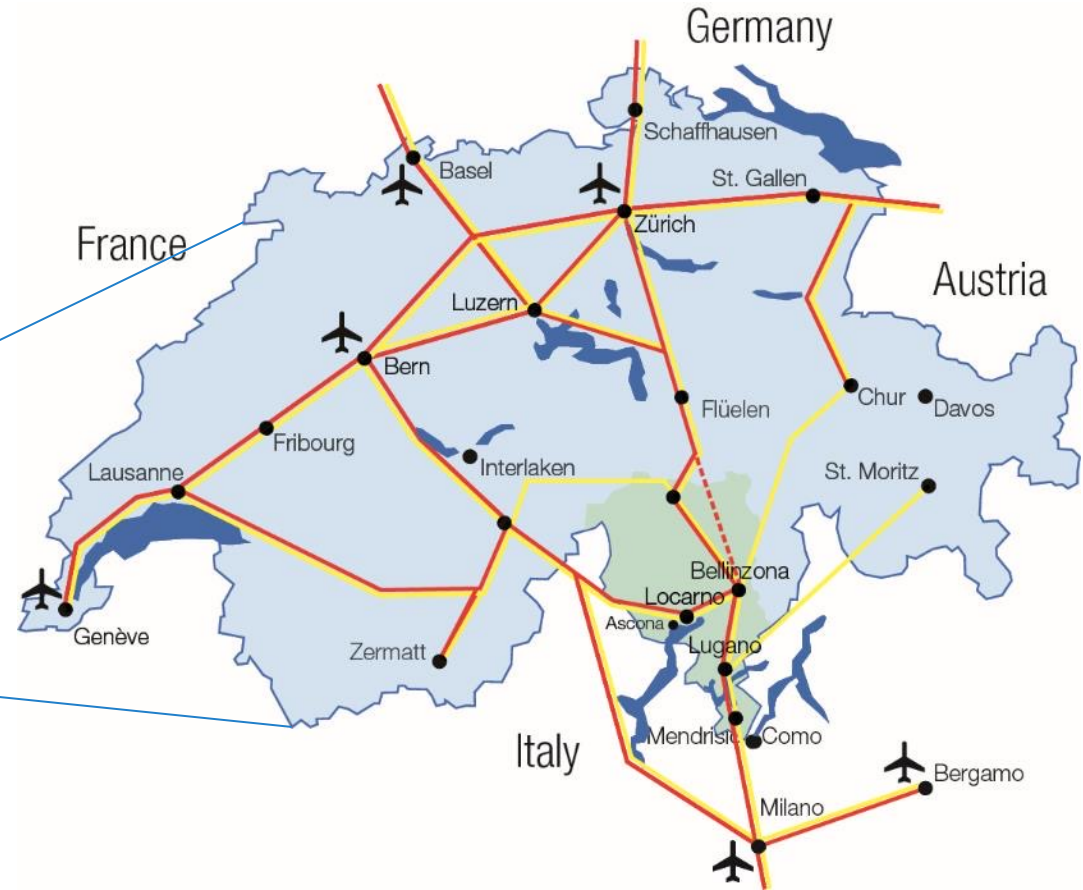 Germany
Schaffhausen
Basel
St. Gallen
Zürich
France
Austria
Luzern
Bern
Flüelen
Chur
Davos
Fribourg
Interlaken
Lausanne
St. Moritz
Bellinzona
Locarno
Ascona
Genève
Lugano
Zermatt
Mendrisio
Como
Italy
Bergamo
Milano